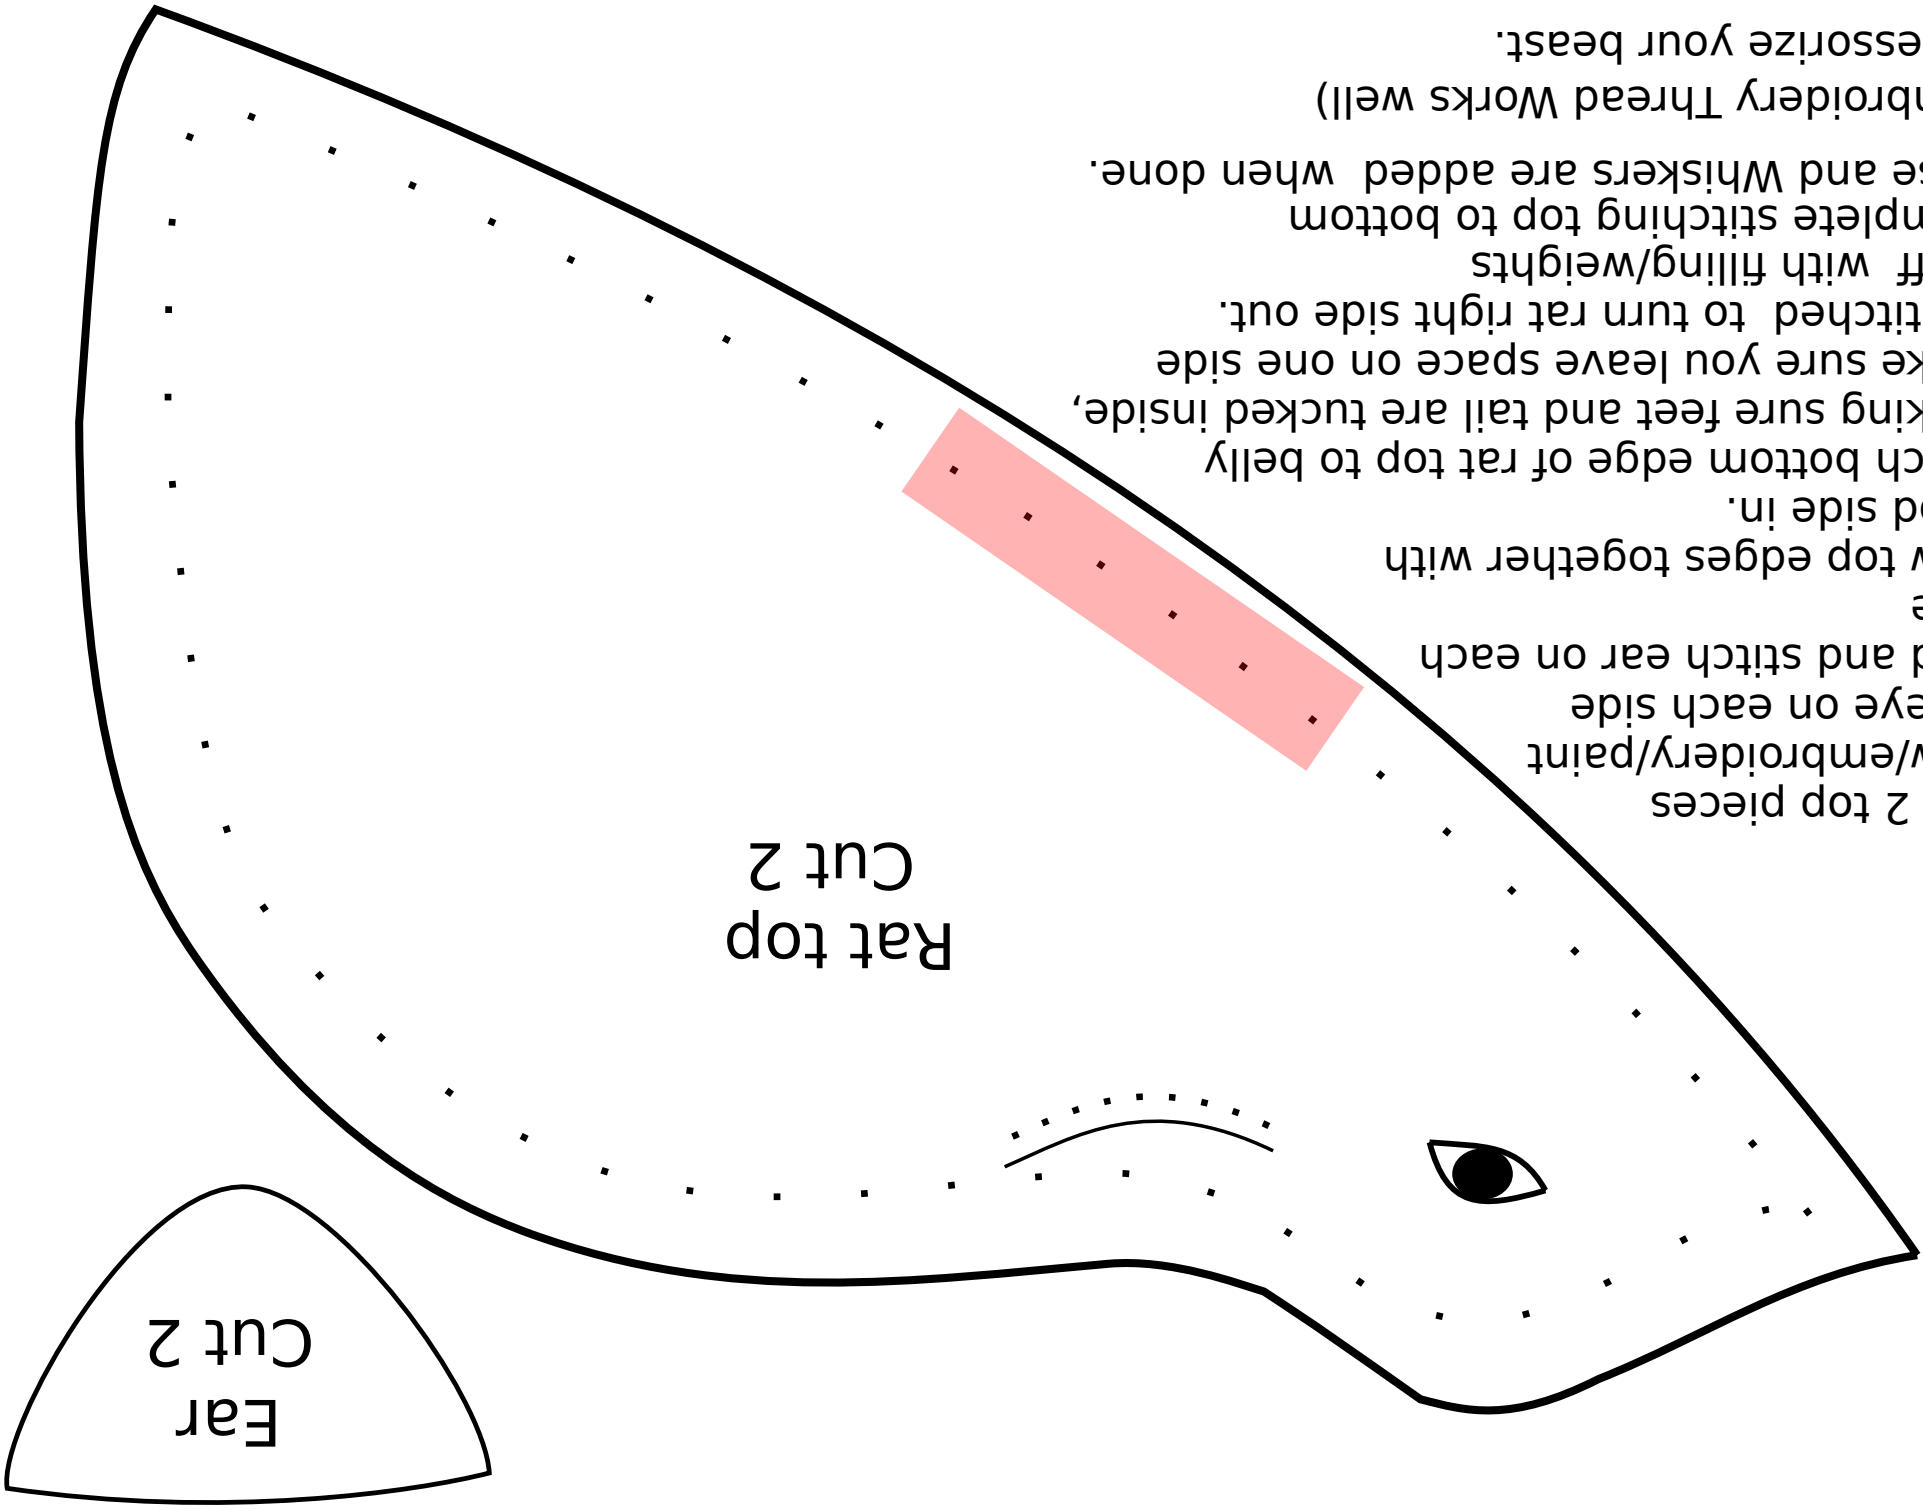 Ear
Cut 2
Rat top
Cut 2
2 top pieces
w/embroidery/paint
eye on each side
d and stitch ear on each
e
w top edges together with
od side in.
ch bottom edge of rat top to belly
king sure feet and tail are tucked inside,
ke sure you leave space on one side
titched to turn rat right side out.
ff with filling/weights
mplete stitching top to bottom
se and Whiskers are added when done.
mbroidery Thread Works well)
essorize your beast.